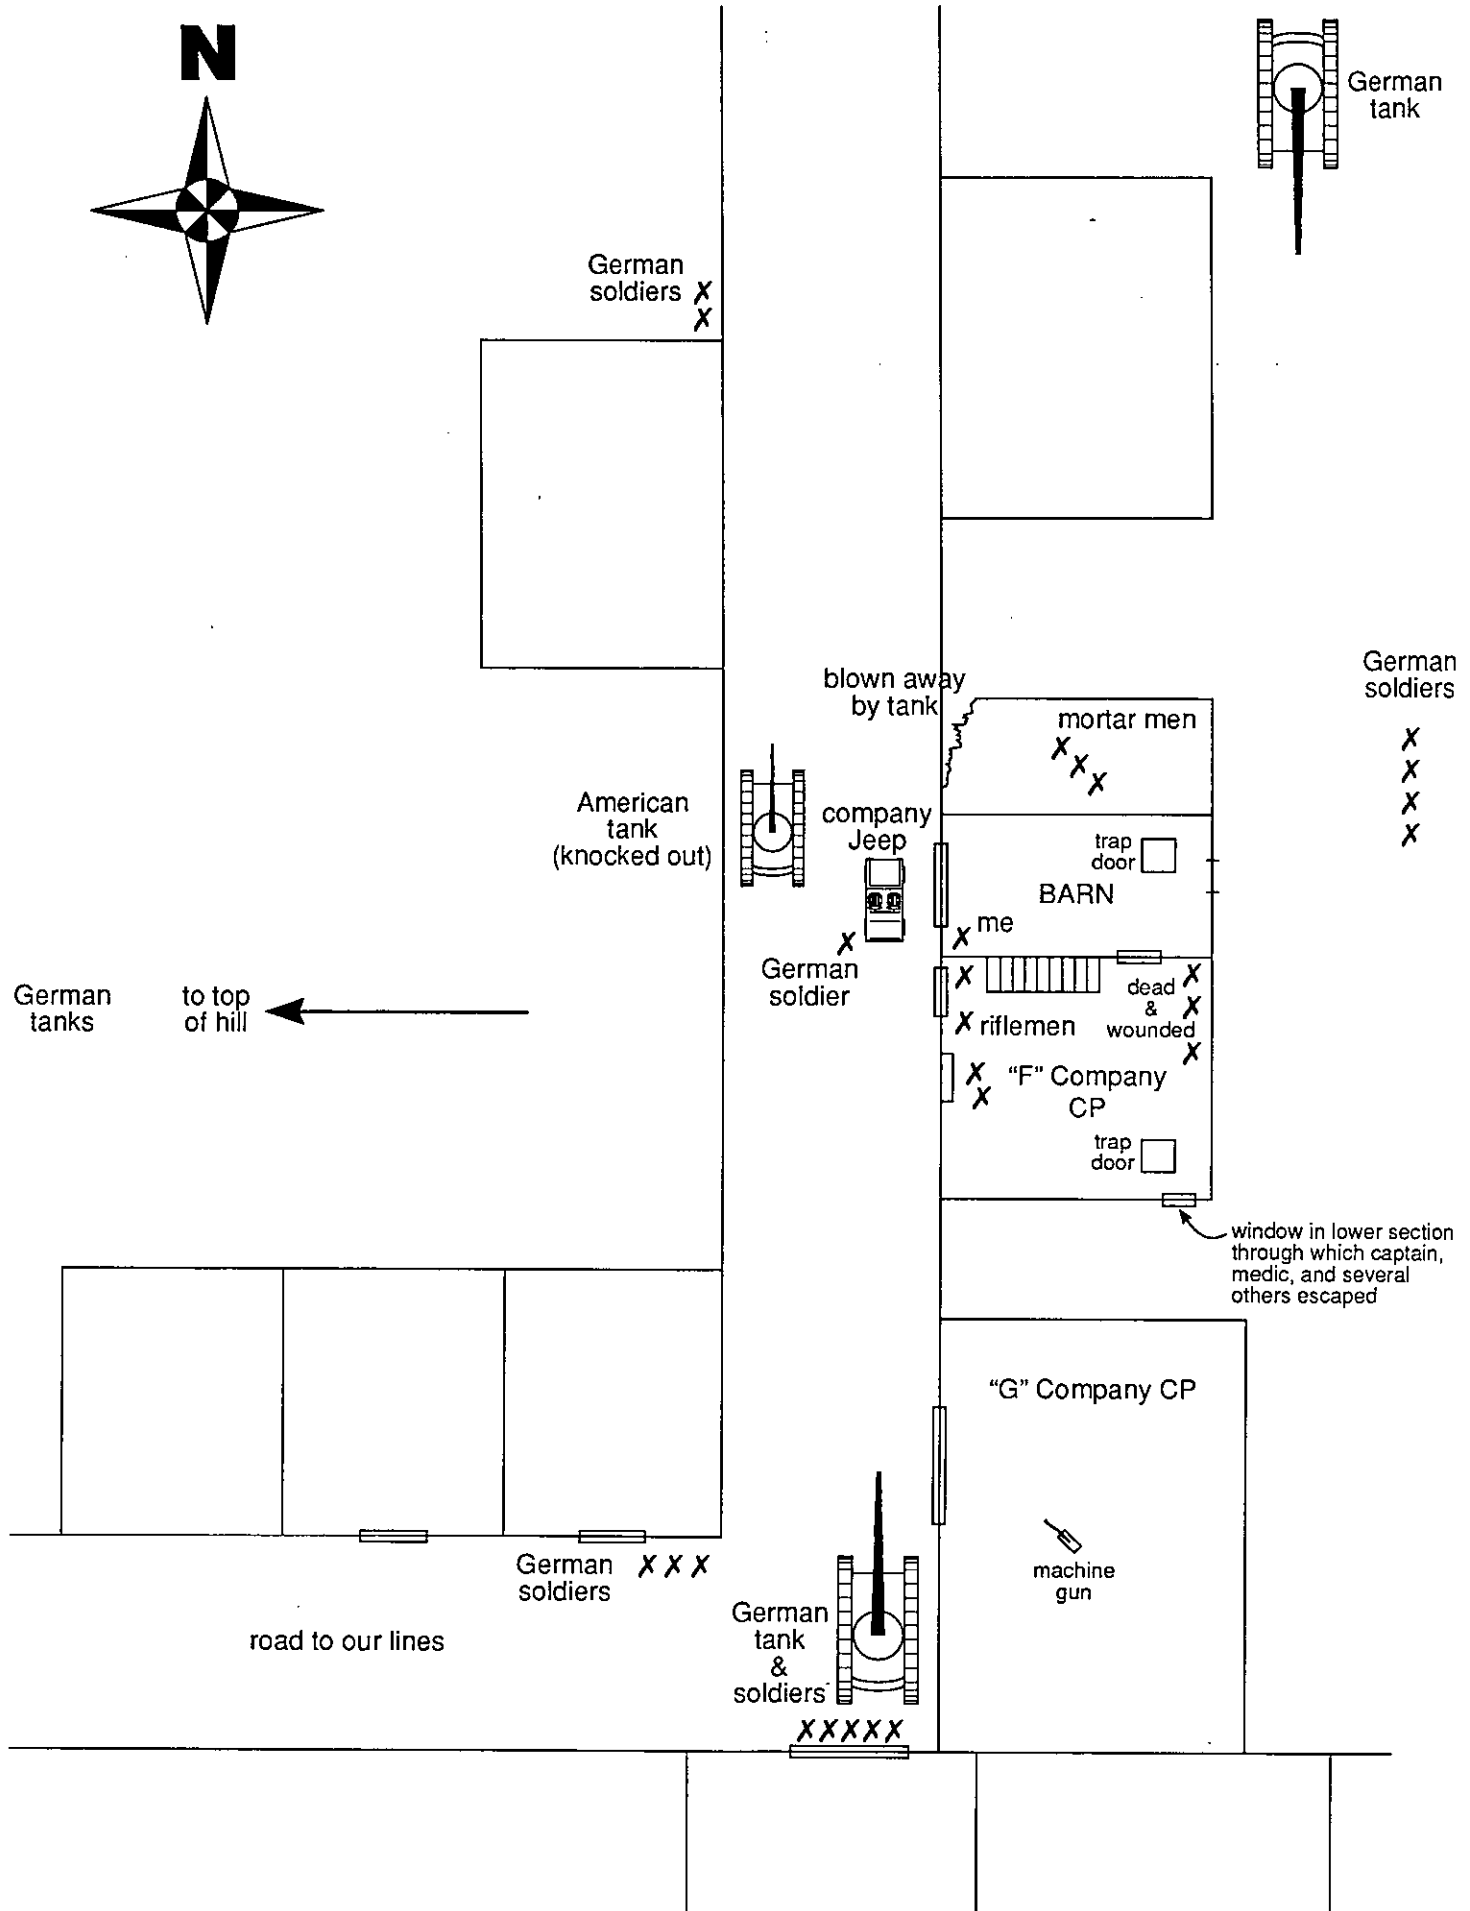 N
German
tank
German
soldiers X
X
German
soldiers
X
X
X
X
blown away
by tank
mortar men
X
X
X
American
tank
(knocked out)
company
Jeep
trap
door
BARN
me
X
X
German
soldier
German
tanks
to top
of hill
X
X riflemen
dead
&
wounded
X
X
X
X
X
"F" Company
CP
trap
door
window in lower section
through which captain,
medic, and several
others escaped
"G" Company CP
machine
gun
German
soldiers
X X X
road to our lines
German
tank
&
soldiers
X X X X X